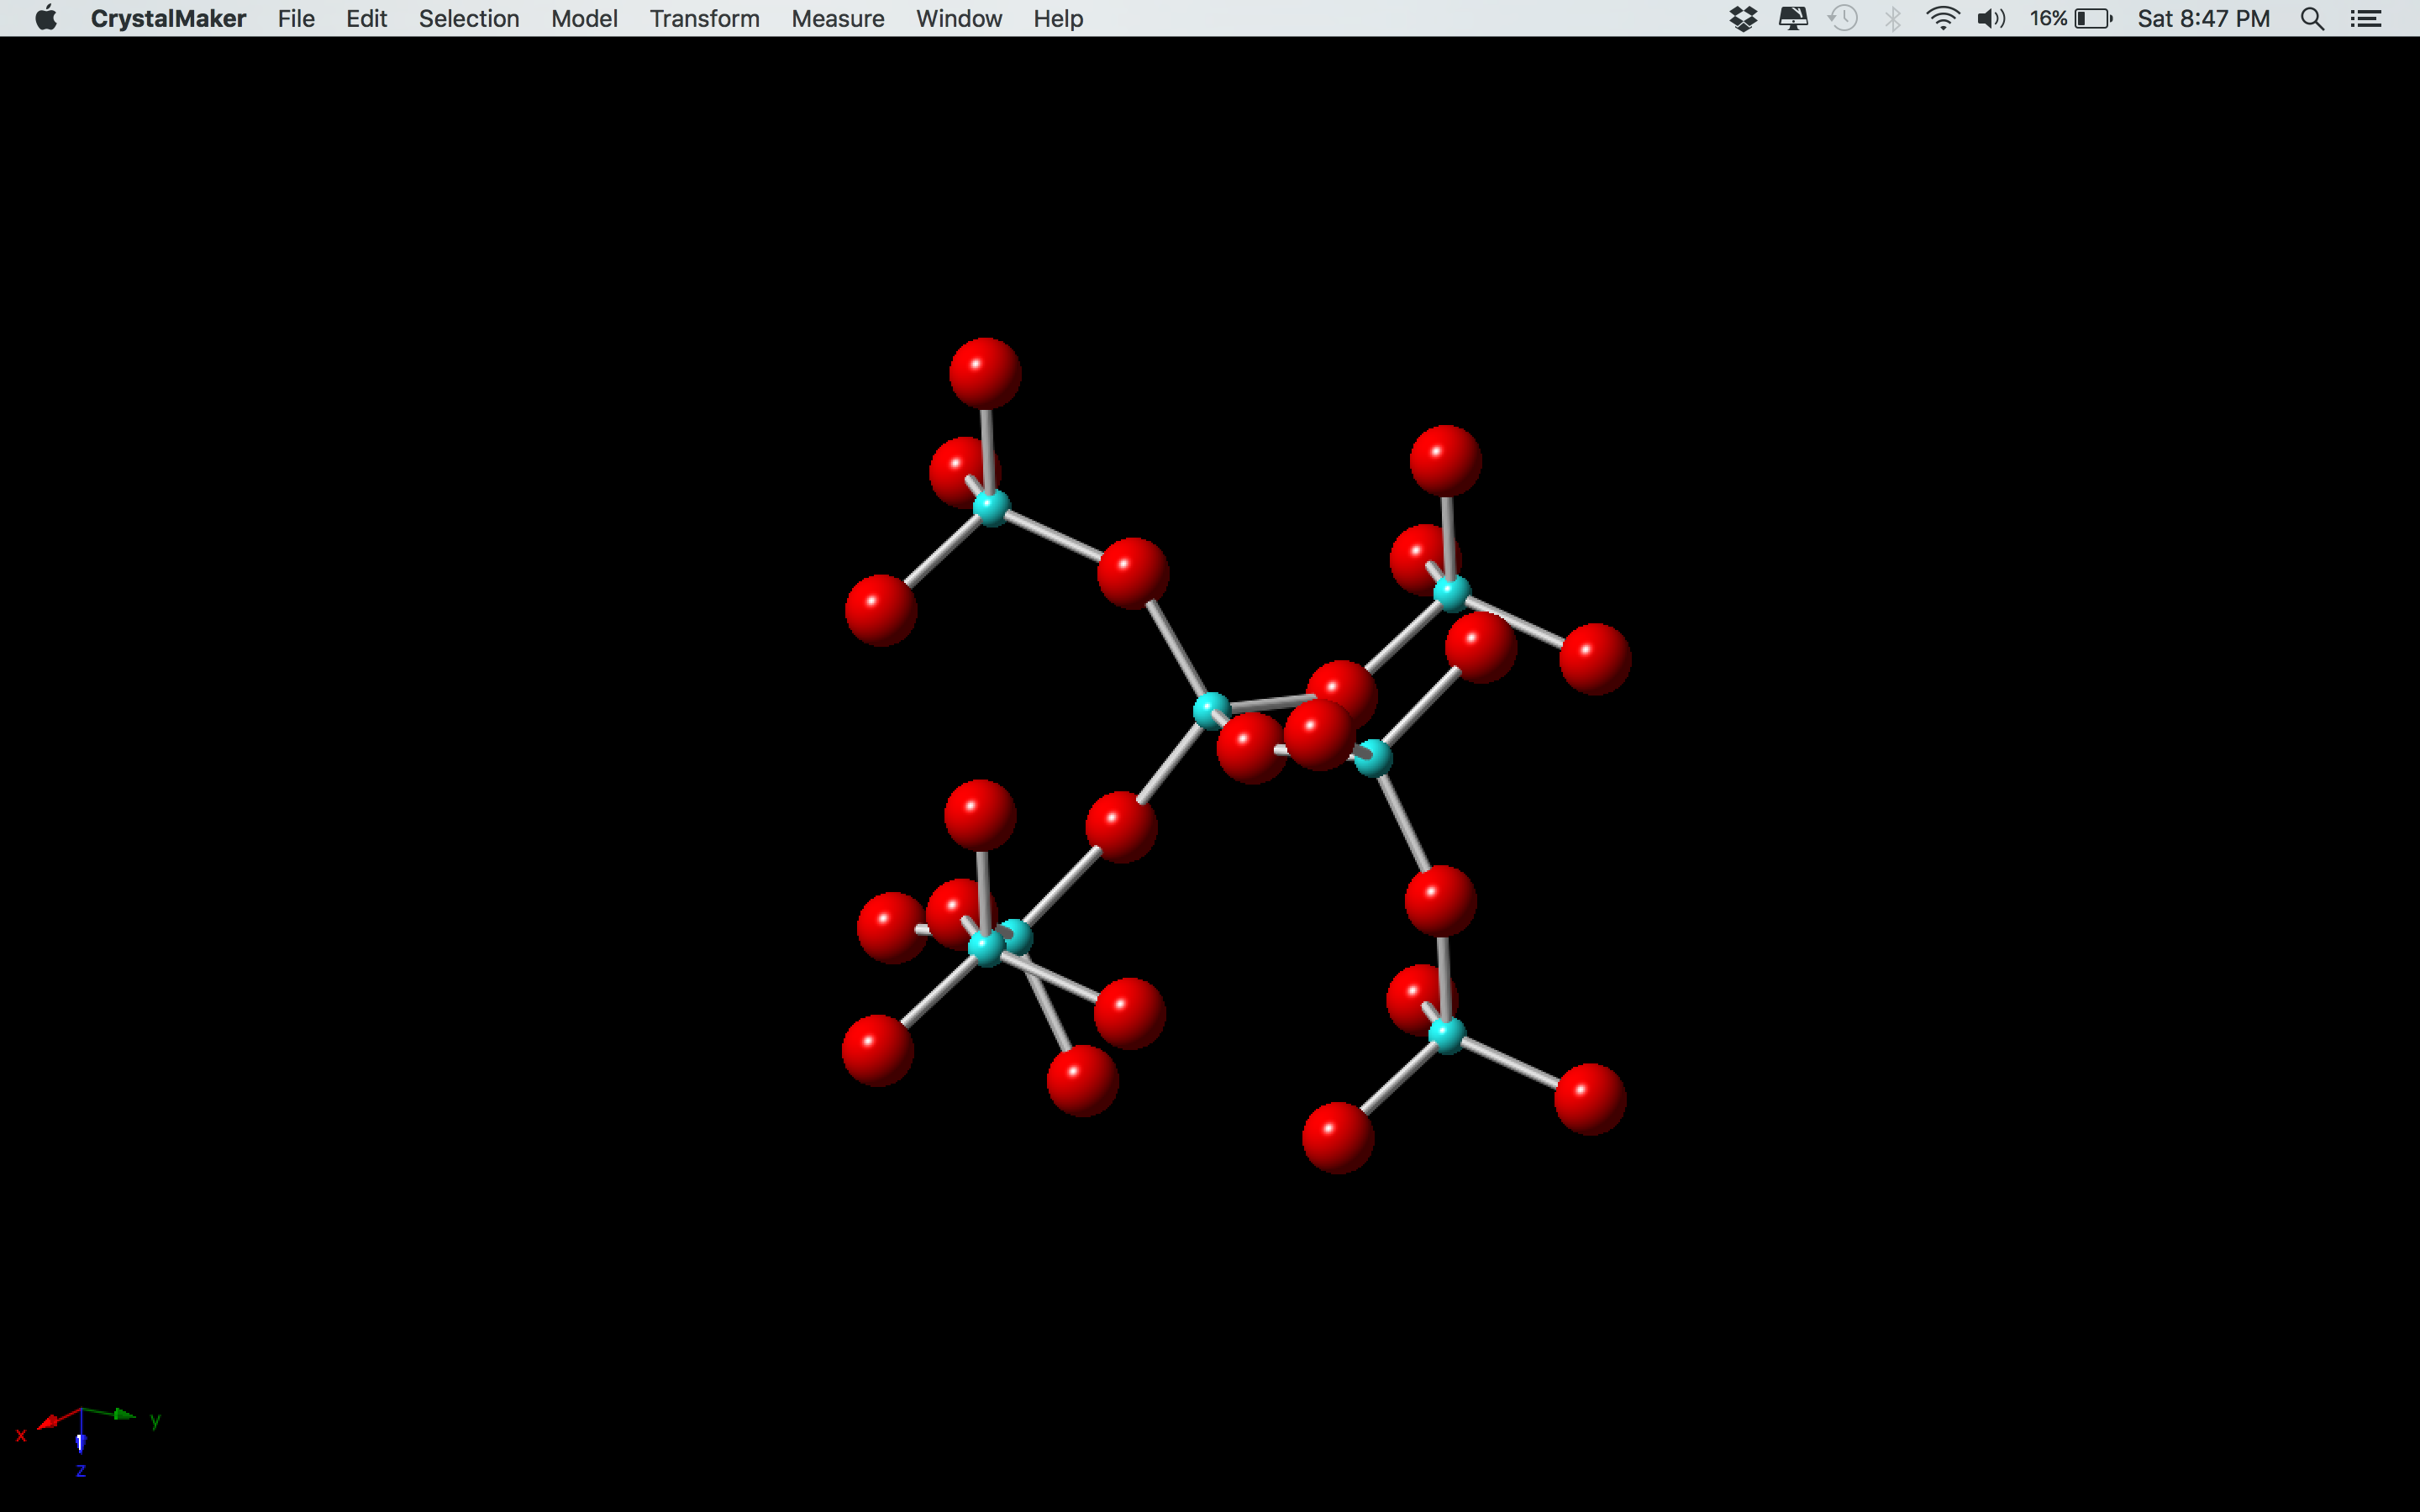 CrystalMaker File Edit Selection Model Transform Measure Window Help 16% Sat 8:47 PM
x y
z